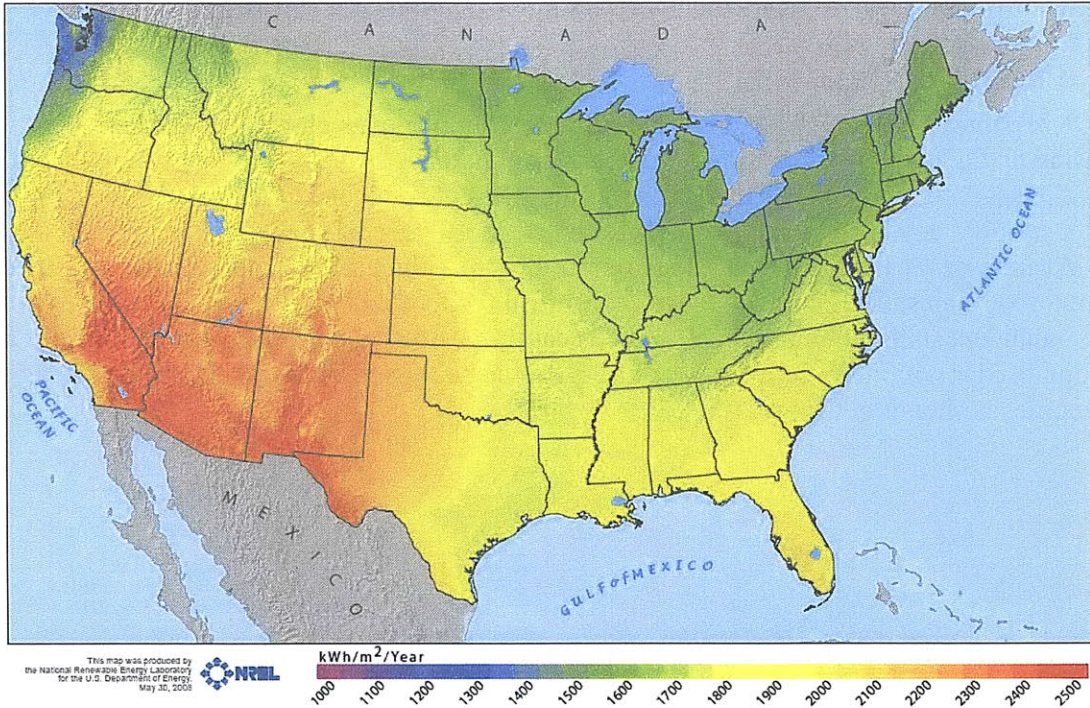 CANADA
ATLANTIC OCEAN
PACIFIC
OCEAN
MEXICO
GULF of MEXICO
This map was produced by
the National Renewable Energy Laboratory
for the U.S. Department of Energy.
May 30, 2008
NREL
kWh/m²/Year
1000 1100 1200 1300 1400 1500 1600 1700 1800 1900 2000 2100 2200 2300 2400 2500